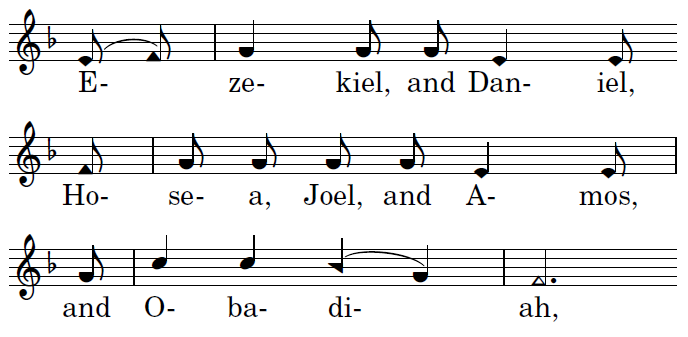 E- ze- kiel, and Dan- iel,
Ho- se- a, Joel, and A- mos,
and O- ba- di- ah,